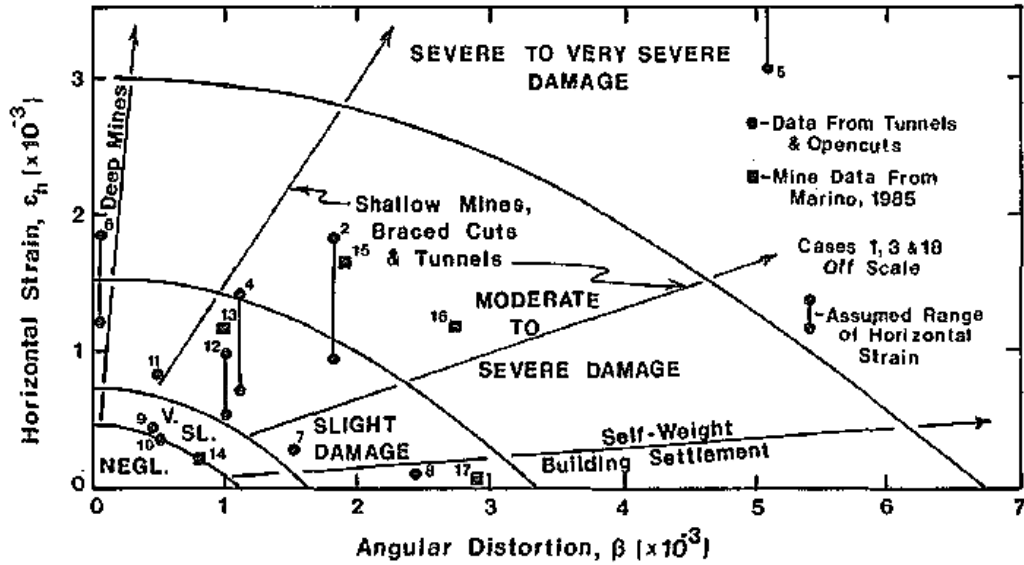 SEVERE TO VERY SEVERE
DAMAGE
5
●-Data From Tunnels
& Opencuts
■-Mine Data From
Marino, 1985
Cases 1, 3 & 18
Off Scale
-Assumed Range
of Horizontal
Strain
Deep Mines
6
Shallow Mines,
Braced Cuts
& Tunnels
2
15
4
13
12
11
16
MODERATE
TO
SEVERE DAMAGE
9
10
V.
SL.
14
NEGL.
SLIGHT
DAMAGE
7
8
17
Self-Weight
Building Settlement
3
2
1
0
0 1 2 3 4 5 6 7
Horizontal Strain, εh (x10⁻³)
Angular Distortion, β (x10⁻³)